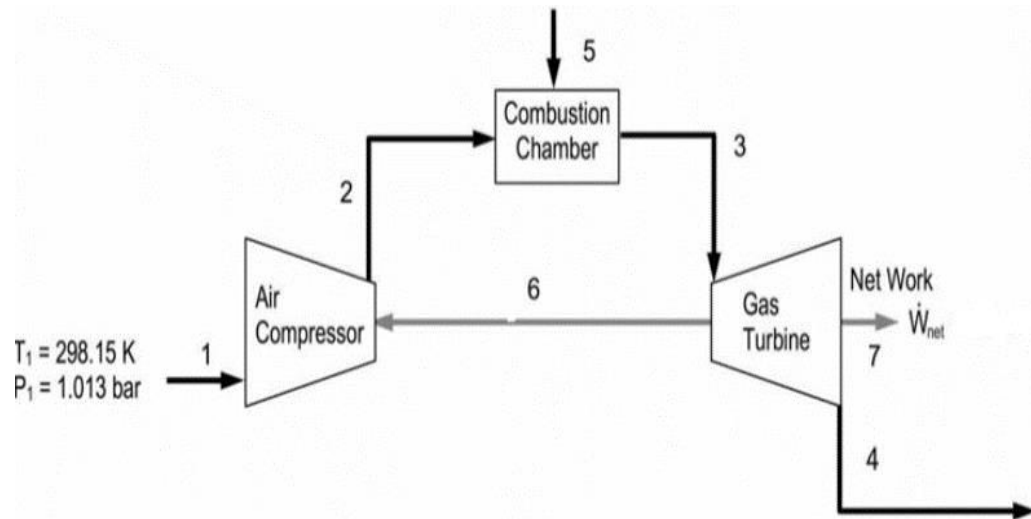 5
Combustion
Chamber
3
2
Air
Compressor
6
Gas
Turbine
Net Work
Ẇnet
7
T₁ = 298.15 K
P₁ = 1.013 bar
1
4